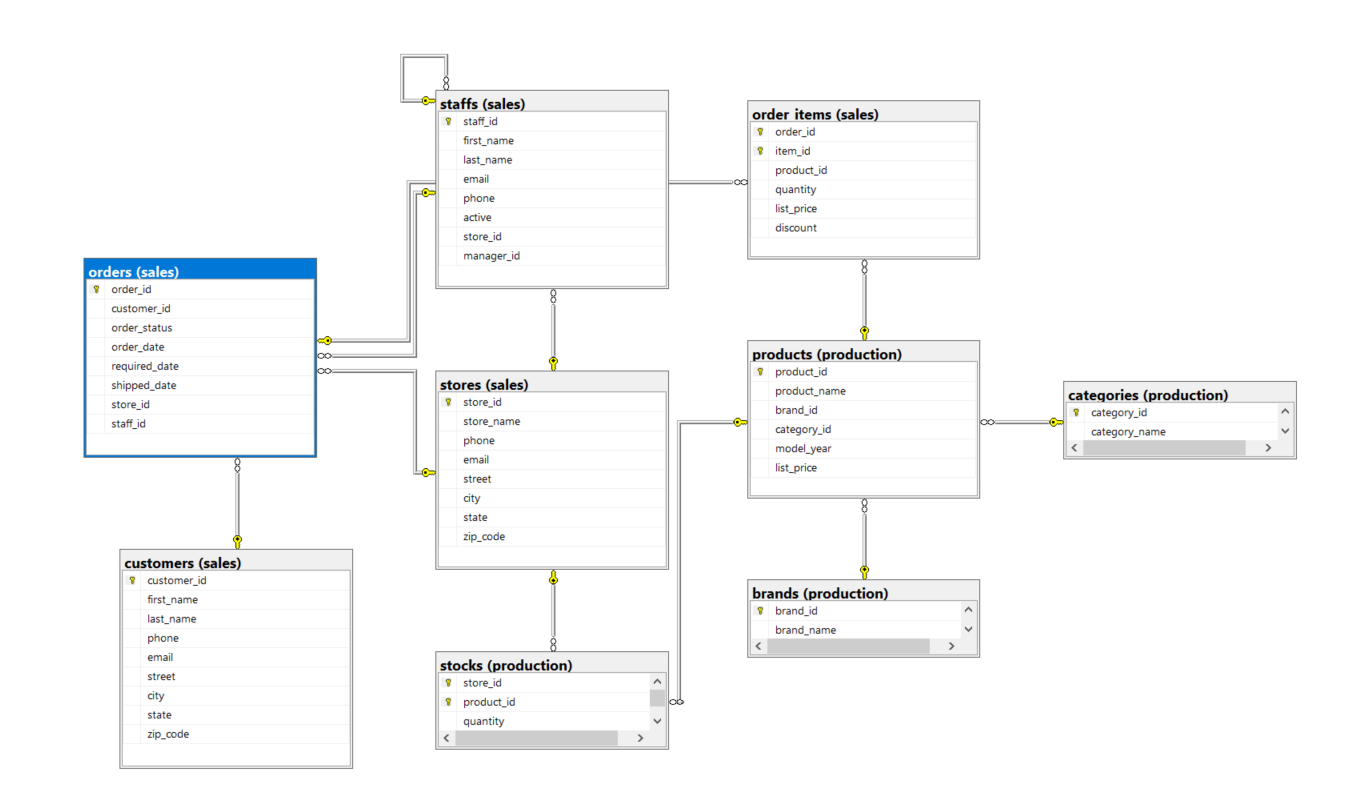 staffs (sales)
staff_id
first_name
last_name
email
phone
active
store_id
manager_id
order_items (sales)
order_id
item_id
product_id
quantity
list_price
discount
orders (sales)
order_id
customer_id
order_status
order_date
required_date
shipped_date
store_id
staff_id
stores (sales)
store_id
store_name
phone
email
street
city
state
zip_code
products (production)
product_id
product_name
brand_id
category_id
model_year
list_price
categories (production)
category_id
category_name
customers (sales)
customer_id
first_name
last_name
phone
email
street
city
state
zip_code
brands (production)
brand_id
brand_name
stocks (production)
store_id
product_id
quantity